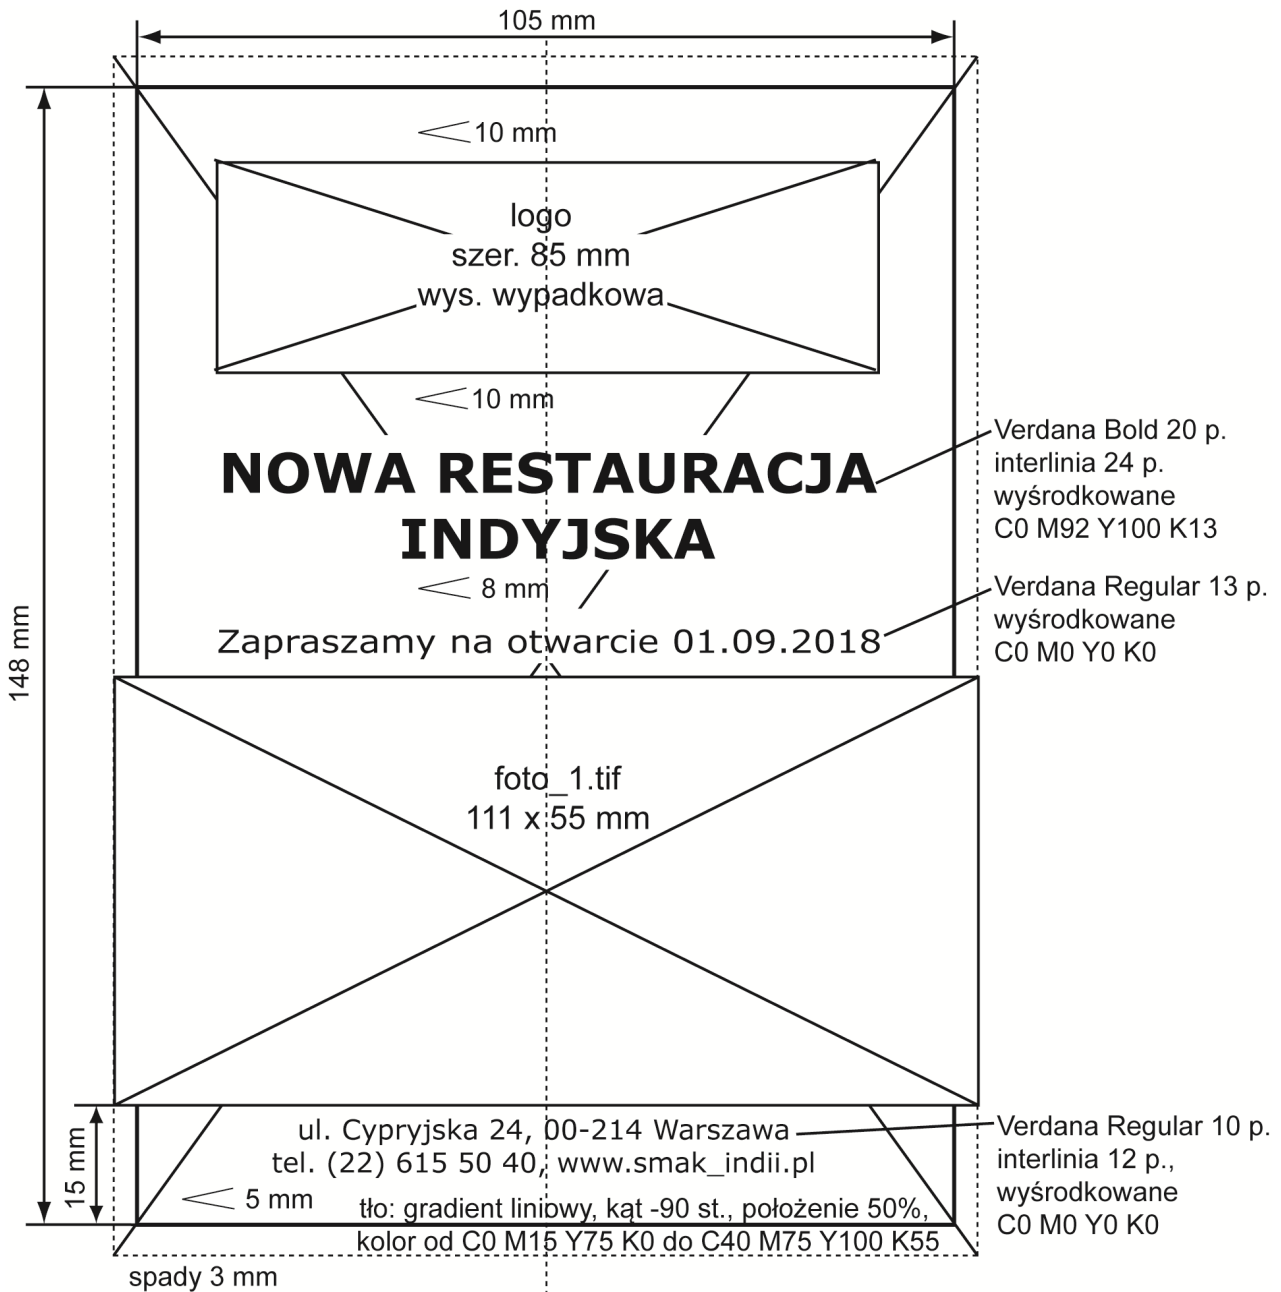 105 mm
10 mm
logo
szer. 85 mm
wys. wypadkowa
10 mm
NOWA RESTAURACJA
INDYJSKA
Verdana Bold 20 p.
interlinia 24 p.
wyśrodkowane
C0 M92 Y100 K13
8 mm
Zapraszamy na otwarcie 01.09.2018
Verdana Regular 13 p.
wyśrodkowane
C0 M0 Y0 K0
148 mm
foto_1.tif
111 x 55 mm
15 mm
ul. Cypryjska 24, 00-214 Warszawa
tel. (22) 615 50 40, www.smak_indii.pl
Verdana Regular 10 p.
interlinia 12 p.,
wyśrodkowane
C0 M0 Y0 K0
5 mm
tło: gradient liniowy, kąt -90 st., położenie 50%,
kolor od C0 M15 Y75 K0 do C40 M75 Y100 K55
spady 3 mm